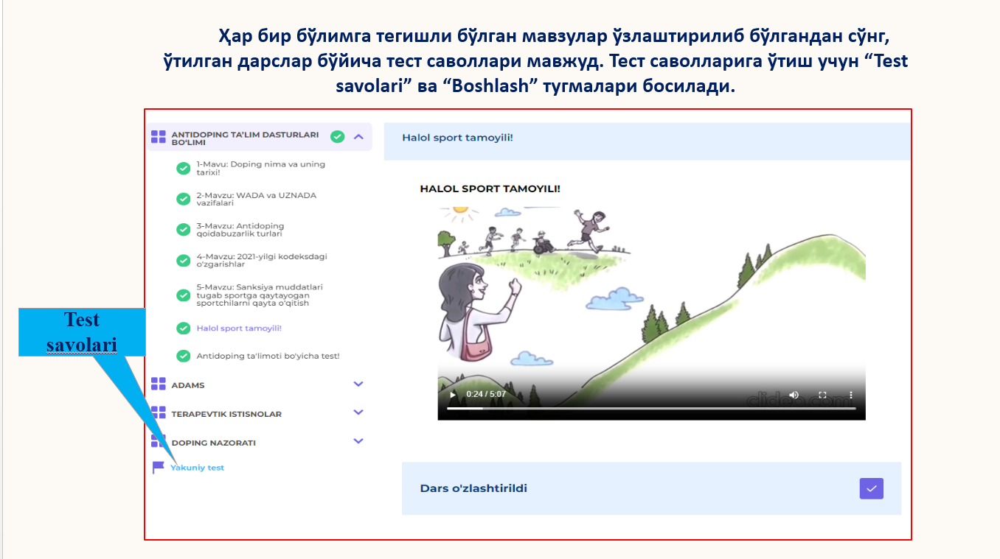 Ҳар бир бўлимга тегишли бўлган мавзулар ўзлаштирилиб бўлгандан сўнг,
ўтилган дарслар бўйича тест саволлари мавжуд. Тест саволларига ўтиш учун “Test
savolari” ва “Boshlash” тугмалари босилади.
ANTIDOPING TA'LIM DASTURLARI
BO'LIMI
1-Mavu: Doping nima va uning
tarixi!
2-Mavzu: WADA va UZNADA
vazifalari
3-Mavzu: Antidoping
qoidabuzarlik turlari
4-Mavzu: 2021-yilgi kodeksdagi
o'zgarishlar
5-Mavzu: Sanksiya muddatlari
tugab sportga qaytayogan
sportchilarni qayta o'qitish
Halol sport tamoyili!
Antidoping ta'limoti bo'yicha test!
ADAMS
TERAPEVTIK ISTISNOLAR
DOPING NAZORATI
Yakuniy test
Test
savolari
Halol sport tamoyili!
HALOL SPORT TAMOYILI!
0:24 / 5:07
clideo.com
Dars o'zlashtirildi